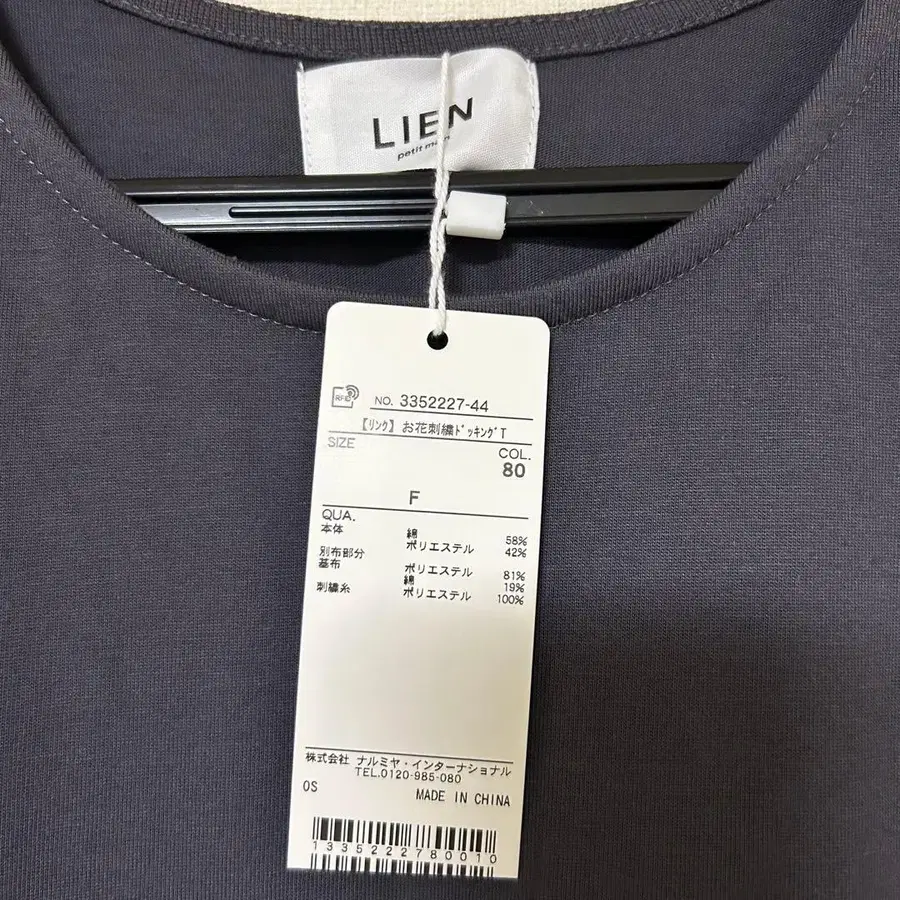 LIEN
petit
RFID
NO. 3352227-44
【リンク】お花刺繍ドッキングT
SIZE
COL.
80
F
QUA.
本体 綿 58%
ポリエステル 42%
別布部分
基布 ポリエステル 81%
綿 19%
刺繍糸 ポリエステル 100%
株式会社 ナルミヤ・インターナショナル
TEL.0120-985-080
OS MADE IN CHINA
1335222780010